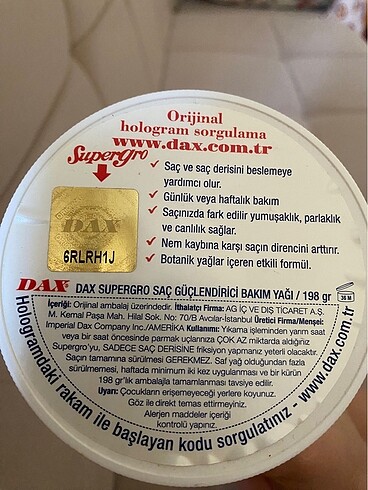 Orijinal
hologram sorgulama
www.dax.com.tr
Supergro
DAX
6RLRH1J
✓ Saç ve saç derisini beslemeye
yardımcı olur.
✓ Günlük veya haftalık bakım
✓ Saçınızda fark edilir yumuşaklık, parlaklık
ve canlılık sağlar.
✓ Nem kaybına karşı saçın direncini arttırır.
✓ Botanik yağlar içeren etkili formül.
DAX DAX SUPERGRO SAÇ GÜÇLENDİRİCİ BAKIM YAĞI / 198 gr
36 M
İçeriği: Orijinal ambalaj üzerindedir. İthalatçı Firma: AG İÇ VE DIŞ TİCARET A.Ş.
M. Kemal Paşa Mah. Hilal Sok. No: 70/B Avcılar-İstanbul Üretici Firma/Menşei:
Imperial Dax Company Inc./AMERİKA Kullanımı: Yıkama işleminden yarım saat
veya bir saat öncesinde parmak uçlarınıza ÇOK AZ miktarda aldığınız
Supergro'yu, SADECE SAÇ DERİSİNE friksiyon yapmanız yeterli olacaktır.
Saçın tamamına sürülmesi GEREKMEZ. Saf yağ olduğundan fazla
sürülmemesi, haftada minimum iki kez uygulanması ve bir kürün
198 gr'lık ambalajla tamamlanması tavsiye edilir.
Uyarı: Çocukların erişemeyeceği yerlere koyunuz.
Göz ile direkt temas ettirmeyiniz.
Alerjen maddeler içeriği
kontrolü yapınız.
Hologramdaki rakam ile başlayan kodu sorgulatınız - www.dax.com.tr